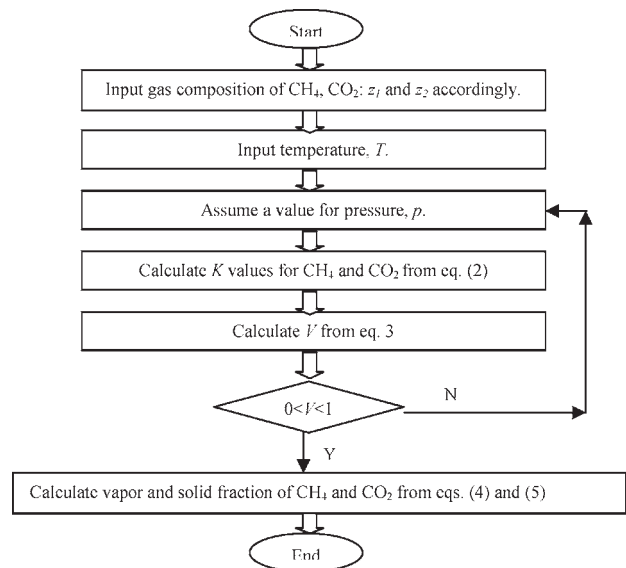 Start
Input gas composition of CH₄, CO₂: z₁ and z₂ accordingly.
Input temperature, T.
Assume a value for pressure, p.
Calculate K values for CH₄ and CO₂ from eq. (2)
Calculate V from eq. 3
0<V<1
N
Y
Calculate vapor and solid fraction of CH₄ and CO₂ from eqs. (4) and (5)
End